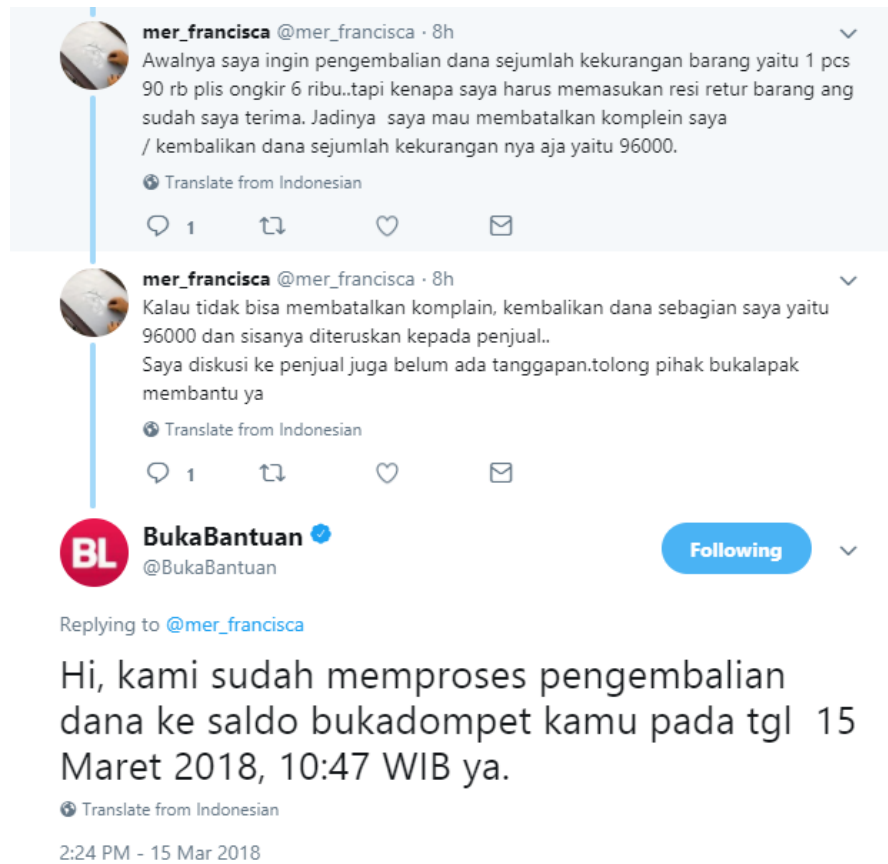 mer_francisca @mer_francisca · 8h
Awalnya saya ingin pengembalian dana sejumlah kekurangan barang yaitu 1 pcs
90 rb plis ongkir 6 ribu..tapi kenapa saya harus memasukan resi retur barang ang
sudah saya terima. Jadinya saya mau membatalkan komplein saya
/ kembalikan dana sejumlah kekurangan nya aja yaitu 96000.
Translate from Indonesian
1
mer_francisca @mer_francisca · 8h
Kalau tidak bisa membatalkan komplain, kembalikan dana sebagian saya yaitu
96000 dan sisanya diteruskan kepada penjual..
Saya diskusi ke penjual juga belum ada tanggapan.tolong pihak bukalapak
membantu ya
Translate from Indonesian
1
BL
BukaBantuan
@BukaBantuan
Following
Replying to @mer_francisca
Hi, kami sudah memproses pengembalian
dana ke saldo bukadompet kamu pada tgl 15
Maret 2018, 10:47 WIB ya.
Translate from Indonesian
2:24 PM - 15 Mar 2018